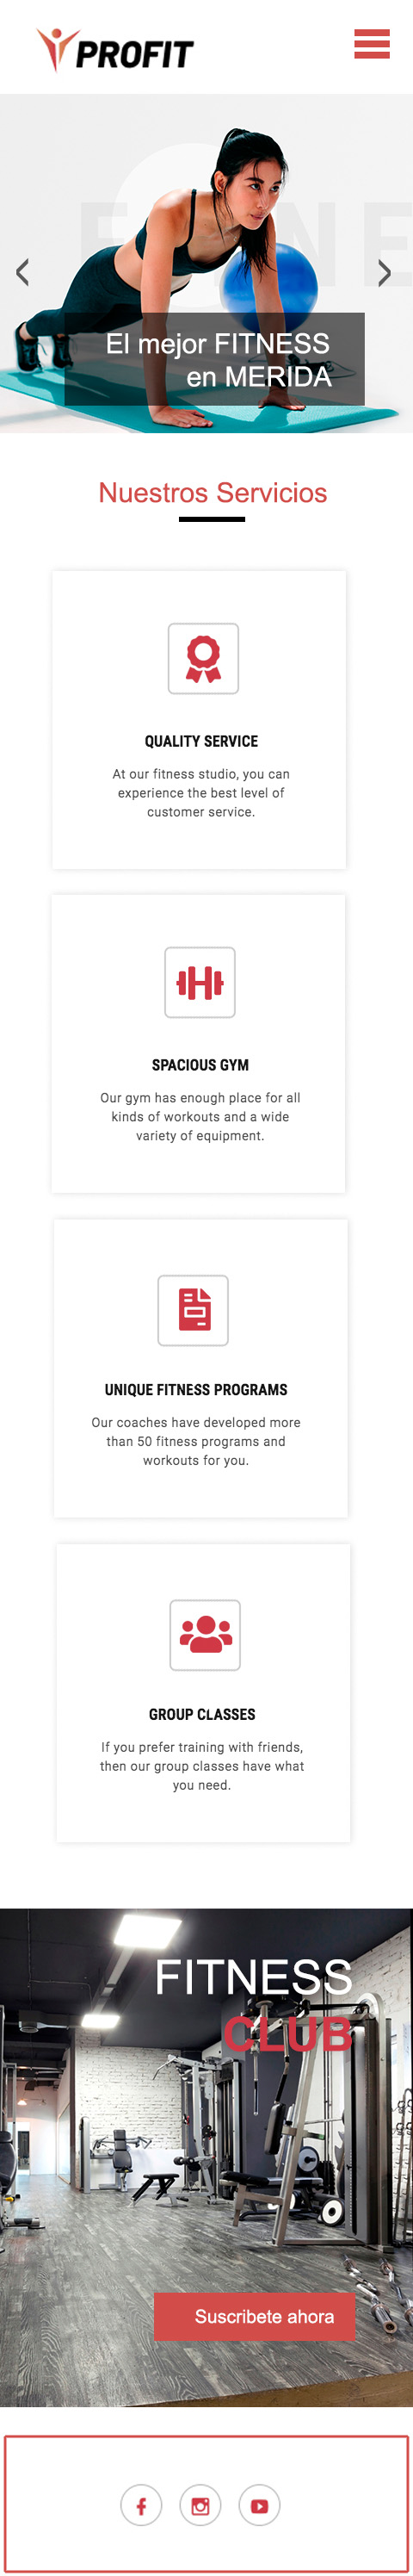 PROFIT
El mejor FITNESS
en MERIDA
Nuestros Servicios
QUALITY SERVICE
At our fitness studio, you can
experience the best level of
customer service.
SPACIOUS GYM
Our gym has enough place for all
kinds of workouts and a wide
variety of equipment.
UNIQUE FITNESS PROGRAMS
Our coaches have developed more
than 50 fitness programs and
workouts for you.
GROUP CLASSES
If you prefer training with friends,
then our group classes have what
you need.
FITNESS
CLUB
Suscribete ahora